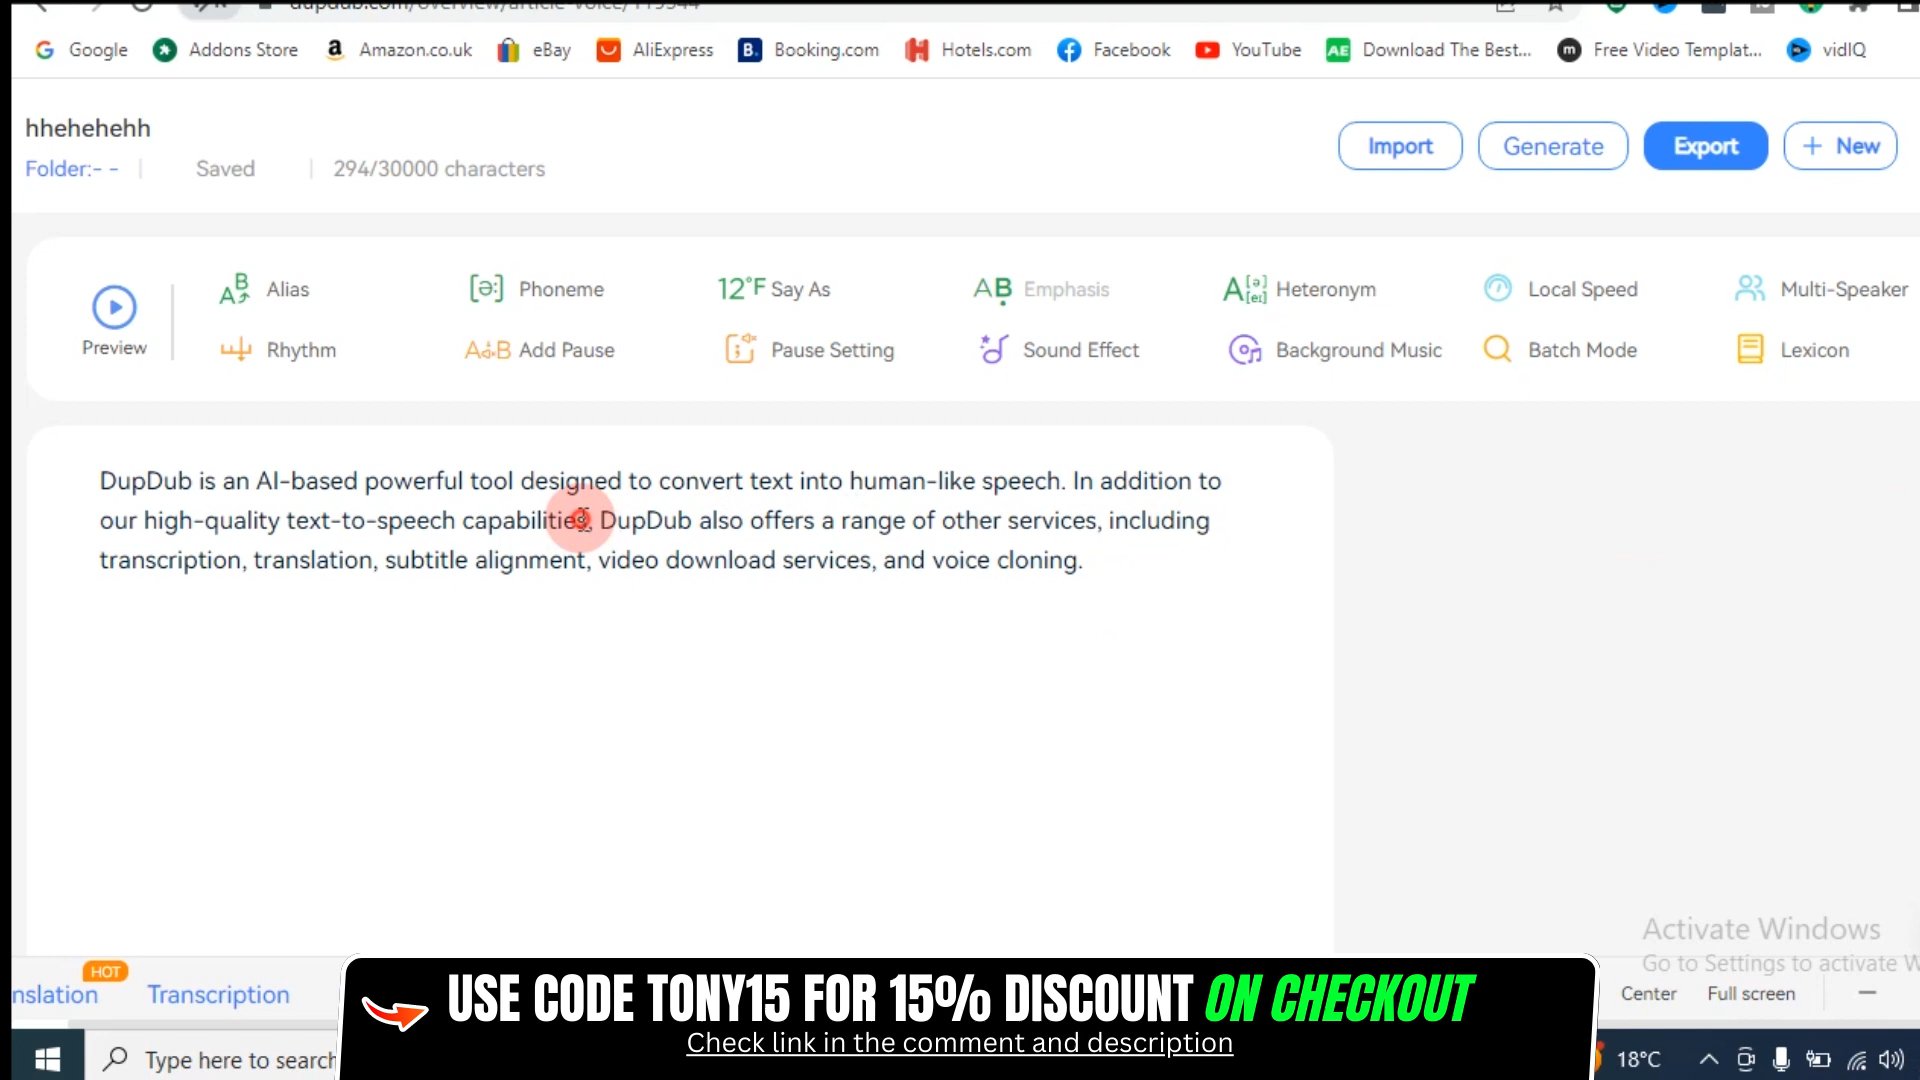 Google Addons Store Amazon.co.uk eBay AliExpress Booking.com Hotels.com Facebook YouTube Download The Best... Free Video Templat... vidIQ
hhehehehh
Folder:- - Saved 294/30000 characters
Import Generate Export + New
Alias Phoneme 12°F Say As Emphasis Heteronym Local Speed Multi-Speaker
Preview
Rhythm Add Pause Pause Setting Sound Effect Background Music Batch Mode Lexicon
DupDub is an AI-based powerful tool designed to convert text into human-like speech. In addition to
our high-quality text-to-speech capabilities, DupDub also offers a range of other services, including
transcription, translation, subtitle alignment, video download services, and voice cloning.
Activate Windows
Go to Settings to activate W
HOT
nslation Transcription
Center Full screen
USE CODE TONY15 FOR 15% DISCOUNT ON CHECKOUT
Check link in the comment and description
Type here to search
18°C